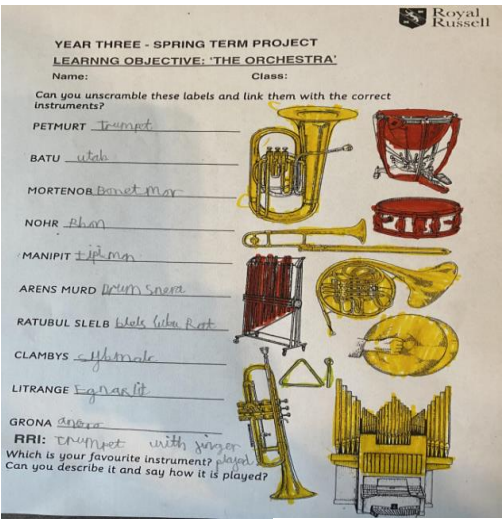 Royal
Russell
YEAR THREE - SPRING TERM PROJECT
LEARNNG OBJECTIVE: 'THE ORCHESTRA'
Name: Class:
Can you unscramble these labels and link them with the correct
instruments?
PETMURT Trumpet
BATU utab
MORTENOB Bonet mor
NOHR Rhon
MANIPIT
ARENS MURD Drum Snera
RATUBUL SLELB
CLAMBYS
LITRANGE
GRONA
RRI: trumpet with finger
Which is your favourite instrument? played
Can you describe it and say how it is played?